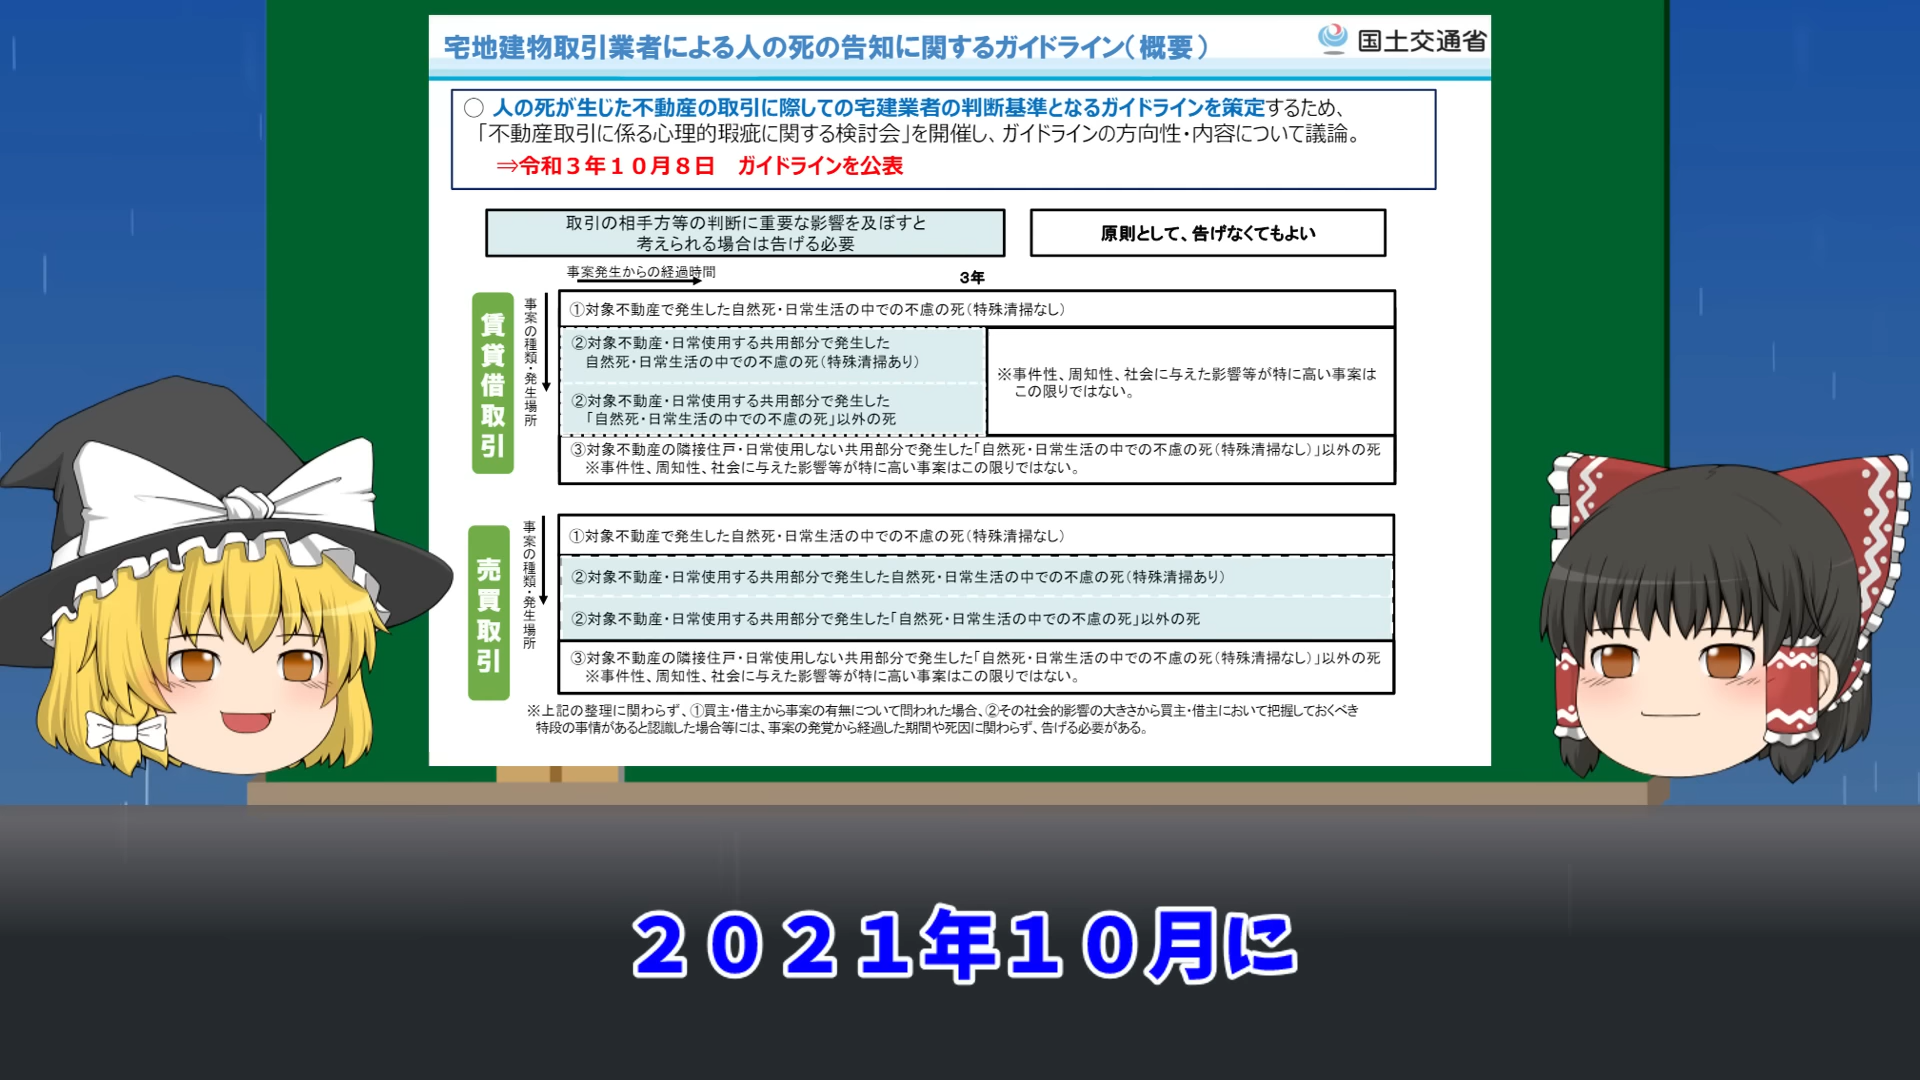 宅地建物取引業者による人の死の告知に関するガイドライン(概要)
国土交通省
○ 人の死が生じた不動産の取引に際しての宅建業者の判断基準となるガイドラインを策定するため、
「不動産取引に係る心理的瑕疵に関する検討会」を開催し、ガイドラインの方向性・内容について議論。
⇒令和3年10月8日 ガイドラインを公表
取引の相手方等の判断に重要な影響を及ぼすと
考えられる場合は告げる必要
原則として、告げなくてもよい
事案発生からの経過時間
3年
賃貸借取引
事案の種類・発生場所
①対象不動産で発生した自然死・日常生活の中での不慮の死(特殊清掃なし)
②対象不動産・日常使用する共用部分で発生した
自然死・日常生活の中での不慮の死(特殊清掃あり)
②対象不動産・日常使用する共用部分で発生した
「自然死・日常生活の中での不慮の死」以外の死
※事件性、周知性、社会に与えた影響等が特に高い事案は
この限りではない。
③対象不動産の隣接住戸・日常使用しない共用部分で発生した「自然死・日常生活の中での不慮の死(特殊清掃なし)」以外の死
※事件性、周知性、社会に与えた影響等が特に高い事案はこの限りではない。
売買取引
事案の種類・発生場所
①対象不動産で発生した自然死・日常生活の中での不慮の死(特殊清掃なし)
②対象不動産・日常使用する共用部分で発生した自然死・日常生活の中での不慮の死(特殊清掃あり)
②対象不動産・日常使用する共用部分で発生した「自然死・日常生活の中での不慮の死」以外の死
③対象不動産の隣接住戸・日常使用しない共用部分で発生した「自然死・日常生活の中での不慮の死(特殊清掃なし)」以外の死
※事件性、周知性、社会に与えた影響等が特に高い事案はこの限りではない。
※上記の整理に関わらず、①買主・借主から事案の有無について問われた場合、②その社会的影響の大きさから買主・借主において把握しておくべき
特段の事情があると認識した場合等には、事案の発覚から経過した期間や死因に関わらず、告げる必要がある。
2021年10月に